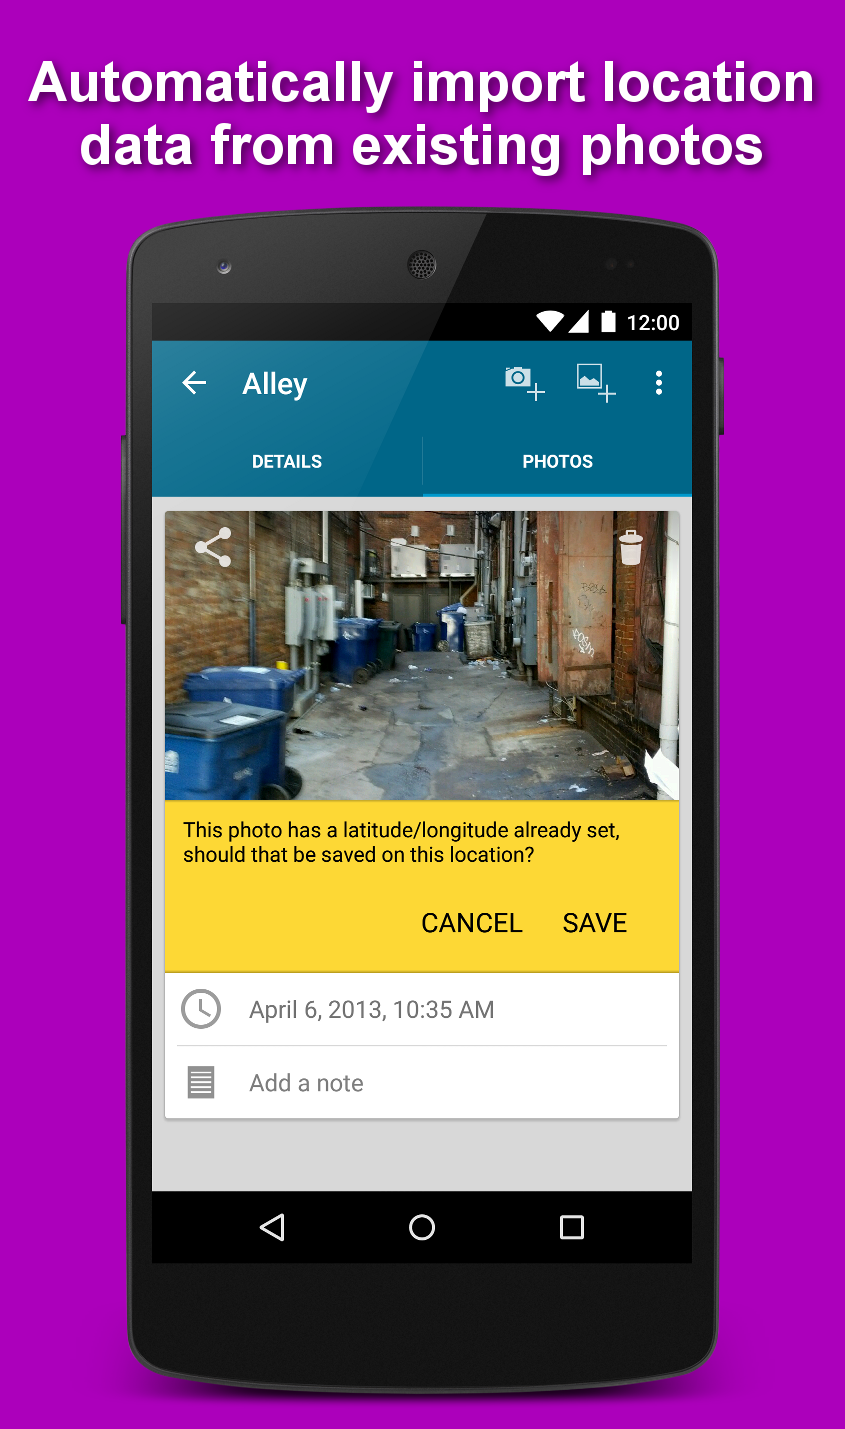 Automatically import location
data from existing photos
12:00
Alley
DETAILS
PHOTOS
This photo has a latitude/longitude already set,
should that be saved on this location?
CANCEL
SAVE
April 6, 2013, 10:35 AM
Add a note